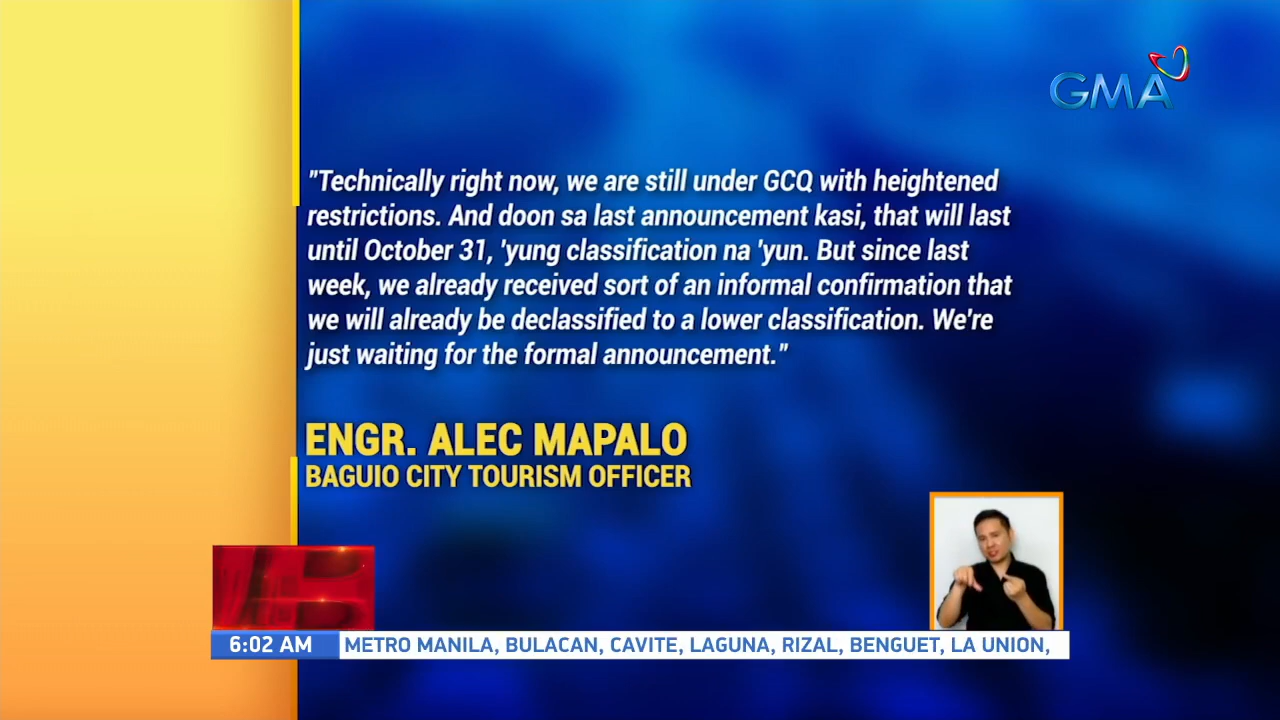 GMA
"Technically right now, we are still under GCQ with heightened
restrictions. And doon sa last announcement kasi, that will last
until October 31, 'yung classification na 'yun. But since last
week, we already received sort of an informal confirmation that
we will already be declassified to a lower classification. We're
just waiting for the formal announcement."
ENGR. ALEC MAPALO
BAGUIO CITY TOURISM OFFICER
6:02 AM METRO MANILA, BULACAN, CAVITE, LAGUNA, RIZAL, BENGUET, LA UNION,